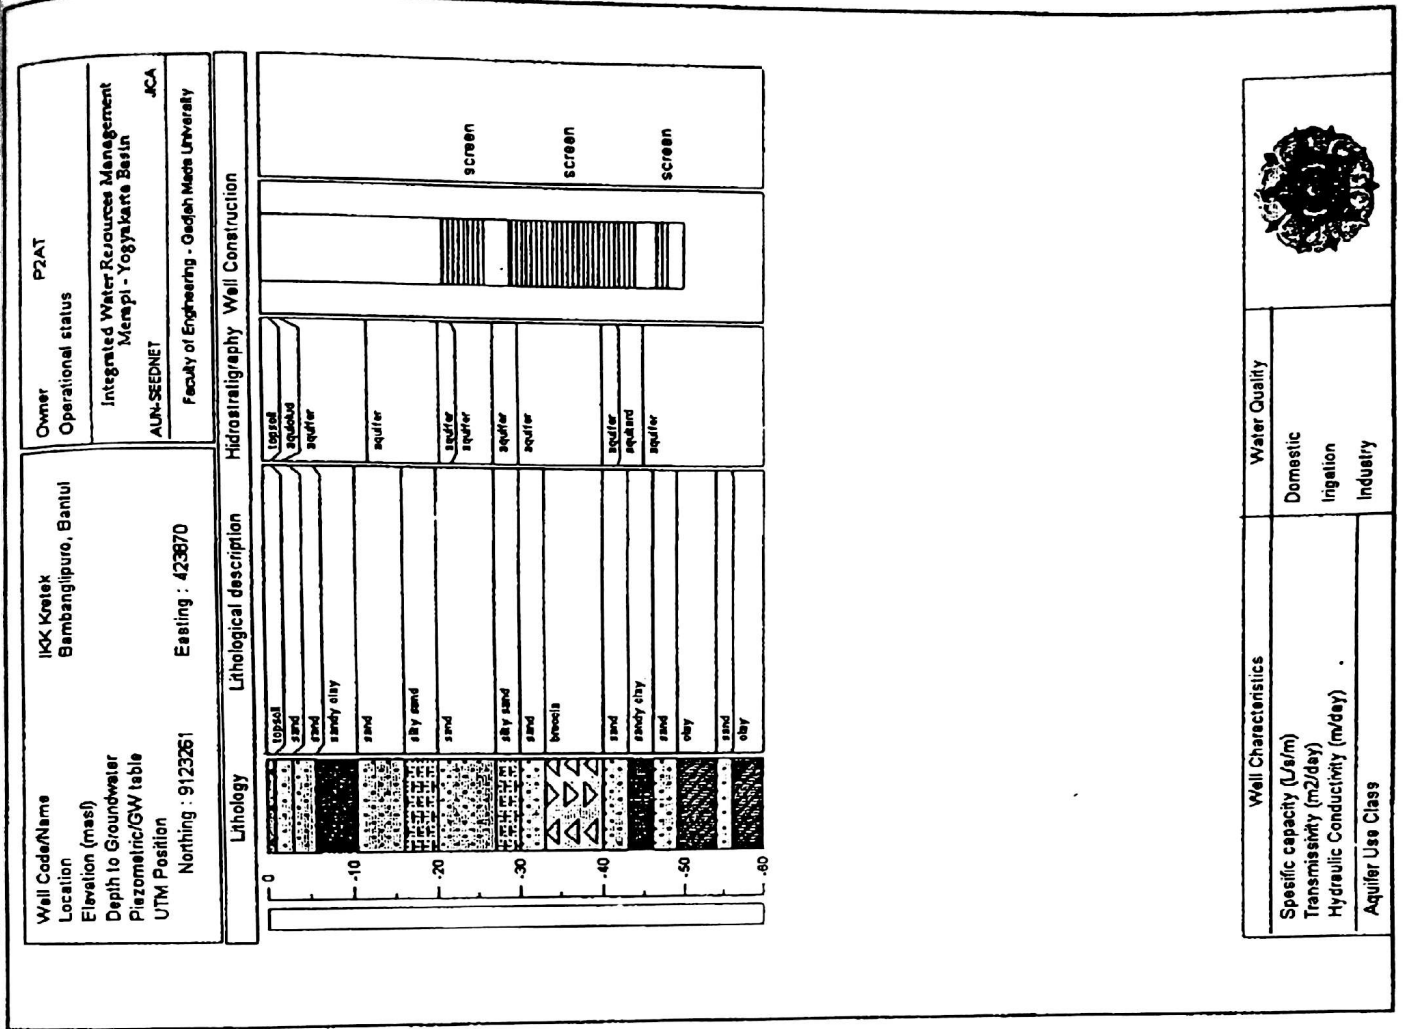 Well Code/Name IKK Kretek
Location Bambanglipuro, Bantul
Elevation (masl)
Depth to Groundwater
Piezometric/GW table
UTM Position
Northing : 9123261 Easting : 423870
Owner P2AT
Operational status
Integrated Water Resources Management
Merapi - Yogyakarta Basin
AUN-SEEDNET JICA
Faculty of Engineering - Gadjah Mada University
Lithology Lithological description Hidrostratigraphy Well Construction
0
-10
-20
-30
-40
-50
-60
topsoil
sand
sand
sandy clay
sand
silty sand
sand
silty sand
sand
breccia
sand
sandy clay
sand
clay
sand
clay
topsoil
aquiclud
aquifer
aquifer
aquifer
aquifer
aquifer
aquifer
aquifer
aquitard
aquifer
screen
screen
screen
Well Characteristics
Spesific capacity (L/s/m)
Transmissivity (m2/day)
Hydraulic Conductivity (m/day)
Aquifer Use Class
Water Quality
Domestic
Irigation
Industry